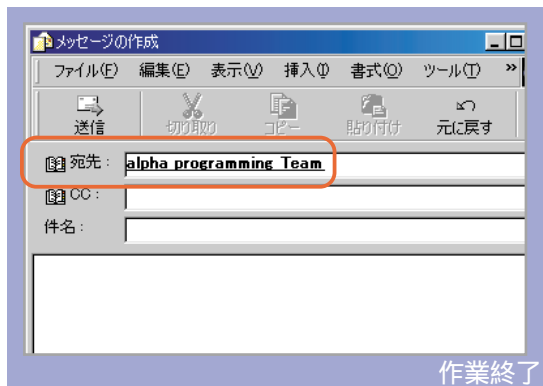 メッセージの作成
ファイル(F) 編集(E) 表示(V) 挿入(I) 書式(O) ツール(T) »
送信 切り取り コピー 貼り付け 元に戻す
宛先: alpha programming Team
CC:
件名:
作業終了